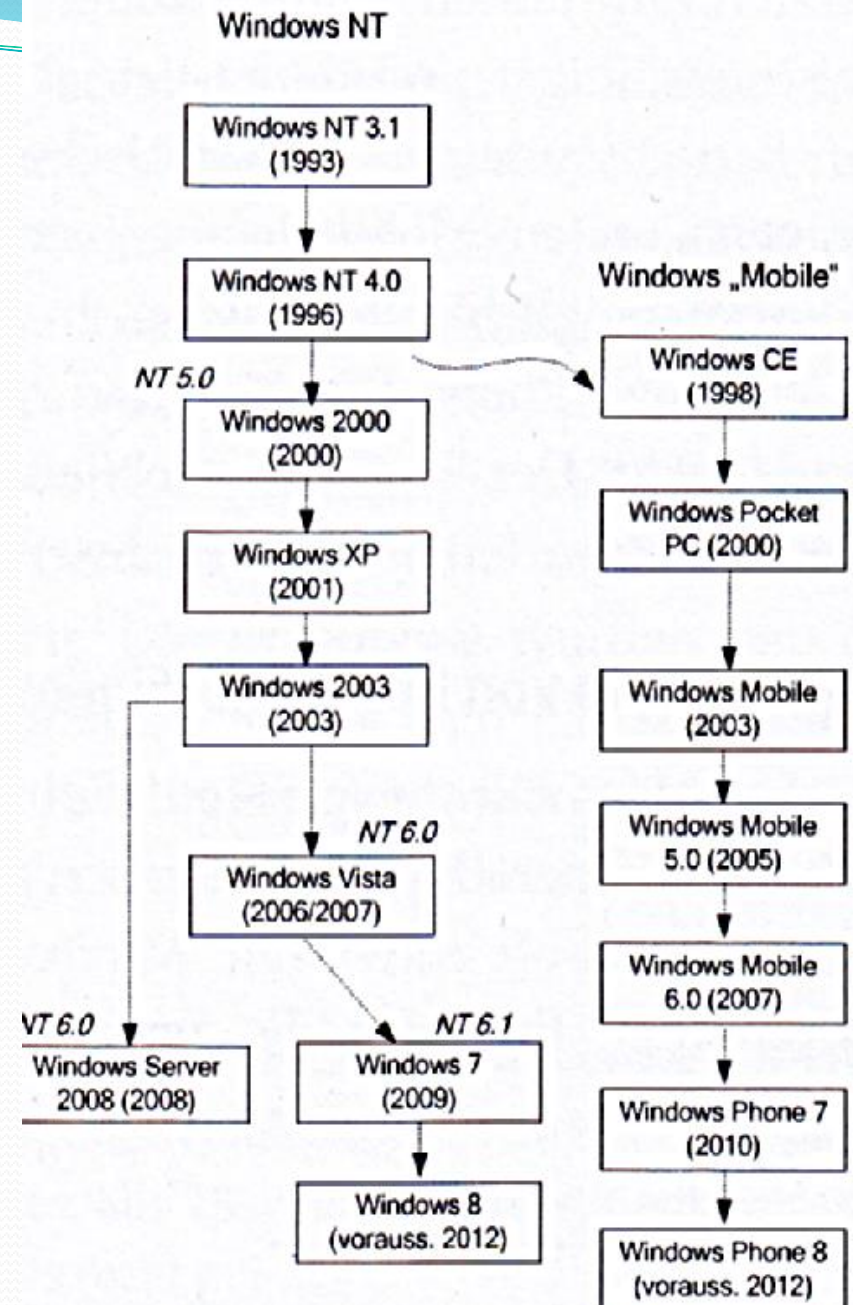 Windows NT
Windows NT 3.1
(1993)
Windows NT 4.0
(1996)
NT 5.0
Windows 2000
(2000)
Windows XP
(2001)
Windows 2003
(2003)
NT 6.0
Windows Vista
(2006/2007)
NT 6.0
Windows Server
2008 (2008)
NT 6.1
Windows 7
(2009)
Windows 8
(vorauss. 2012)
Windows „Mobile“
Windows CE
(1998)
Windows Pocket
PC (2000)
Windows Mobile
(2003)
Windows Mobile
5.0 (2005)
Windows Mobile
6.0 (2007)
Windows Phone 7
(2010)
Windows Phone 8
(vorauss. 2012)